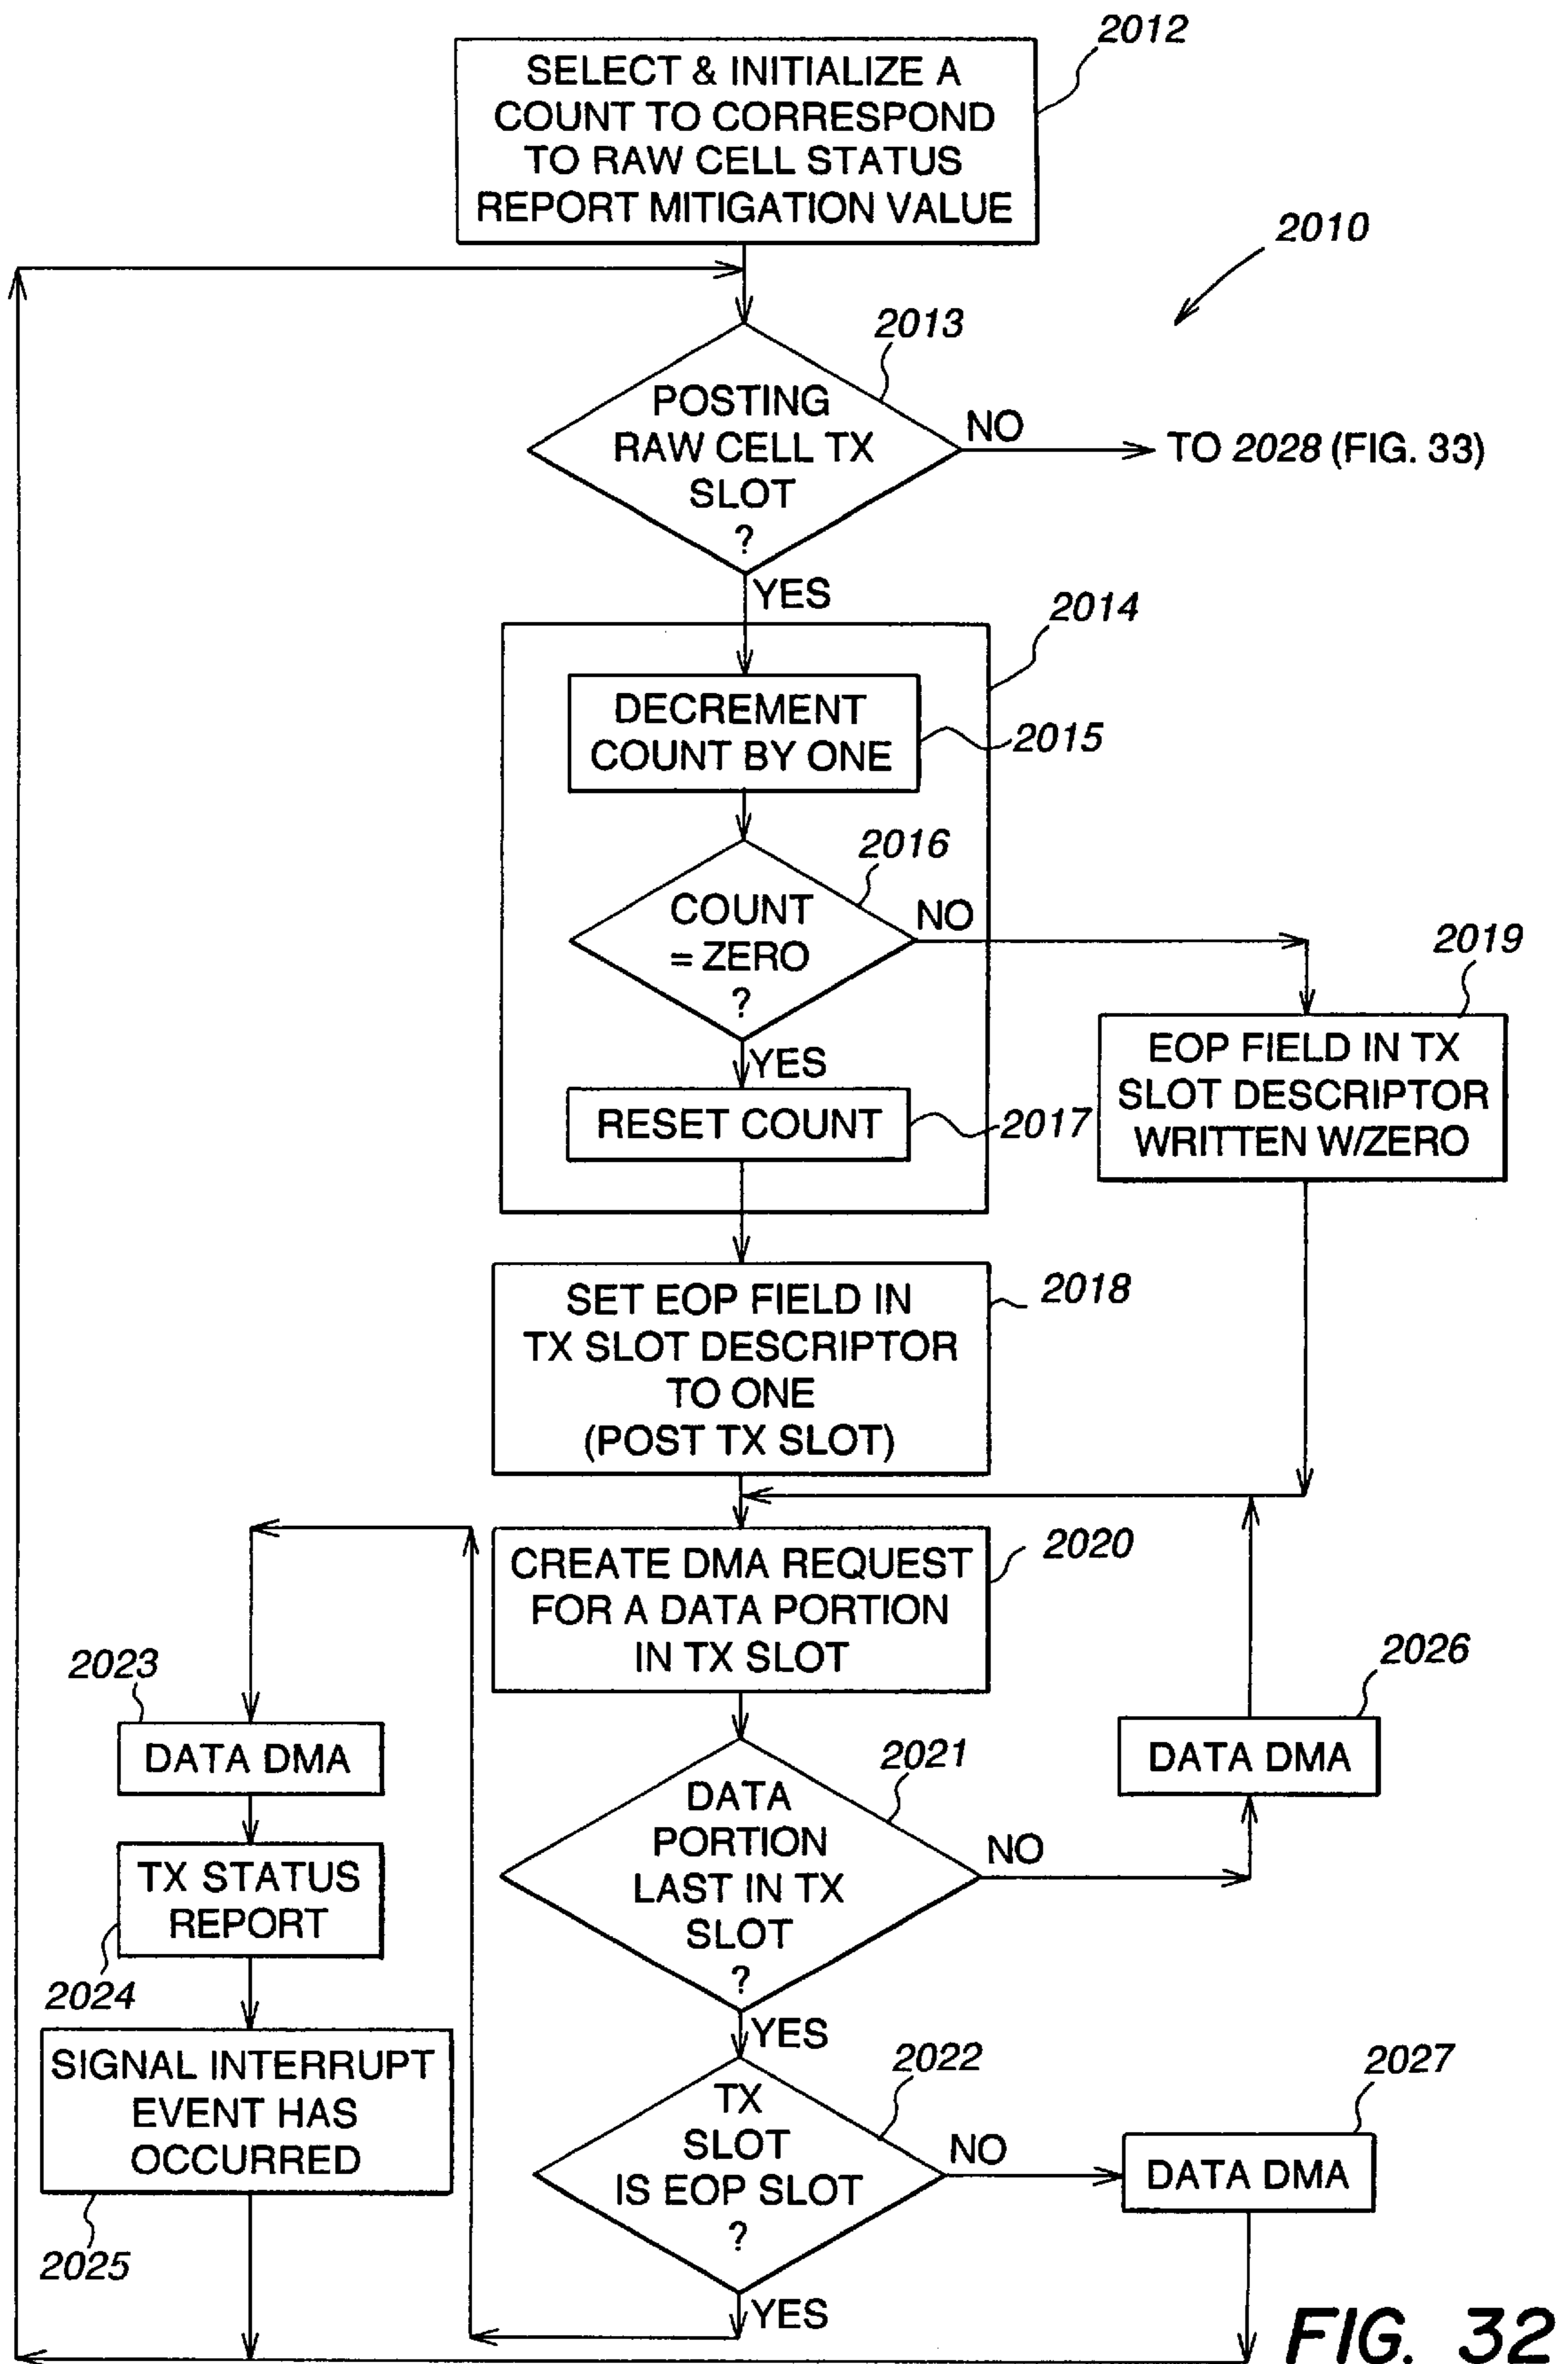 2012
SELECT & INITIALIZE A
COUNT TO CORRESPOND
TO RAW CELL STATUS
REPORT MITIGATION VALUE
2010
2013
POSTING
RAW CELL TX
SLOT
?
NO
TO 2028 (FIG. 33)
YES
2014
DECREMENT
COUNT BY ONE
2015
2016
COUNT
= ZERO
?
NO
YES
2019
EOP FIELD IN TX
SLOT DESCRIPTOR
WRITTEN W/ZERO
RESET COUNT
2017
SET EOP FIELD IN
TX SLOT DESCRIPTOR
TO ONE
(POST TX SLOT)
2018
CREATE DMA REQUEST
FOR A DATA PORTION
IN TX SLOT
2020
2023
DATA DMA
2026
DATA DMA
2021
DATA
PORTION
LAST IN TX
SLOT
?
NO
YES
TX STATUS
REPORT
2024
SIGNAL INTERRUPT
EVENT HAS
OCCURRED
2025
2022
TX
SLOT
IS EOP SLOT
?
NO
YES
2027
DATA DMA
FIG. 32